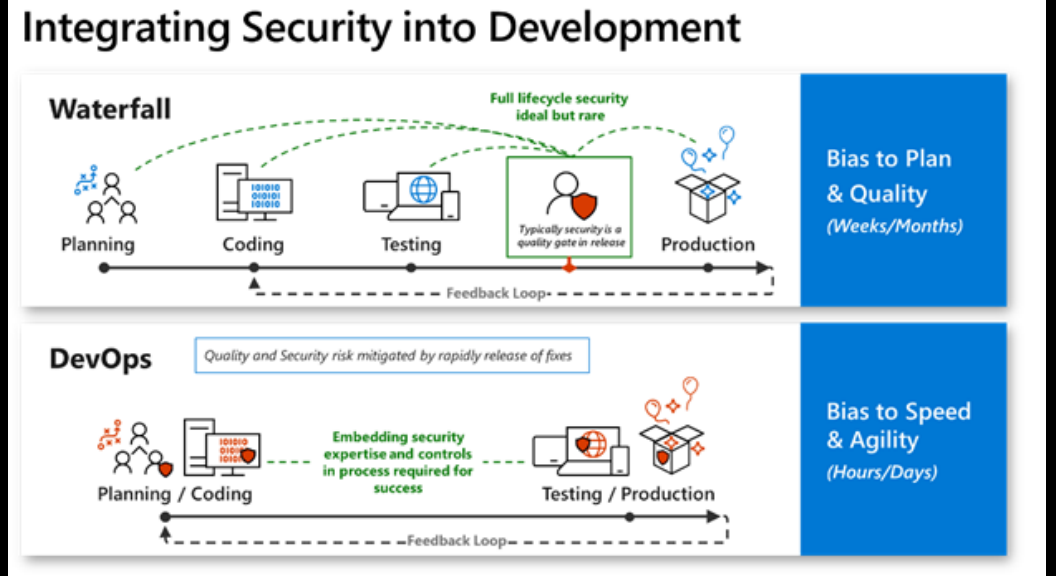 Integrating Security into Development
Waterfall
Full lifecycle security
ideal but rare
Planning
Coding
Testing
Typically security is a
quality gate in release
Production
Feedback Loop
Bias to Plan
& Quality
(Weeks/Months)
DevOps
Quality and Security risk mitigated by rapidly release of fixes
Embedding security
expertise and controls
in process required for
success
Planning / Coding
Testing / Production
Feedback Loop
Bias to Speed
& Agility
(Hours/Days)